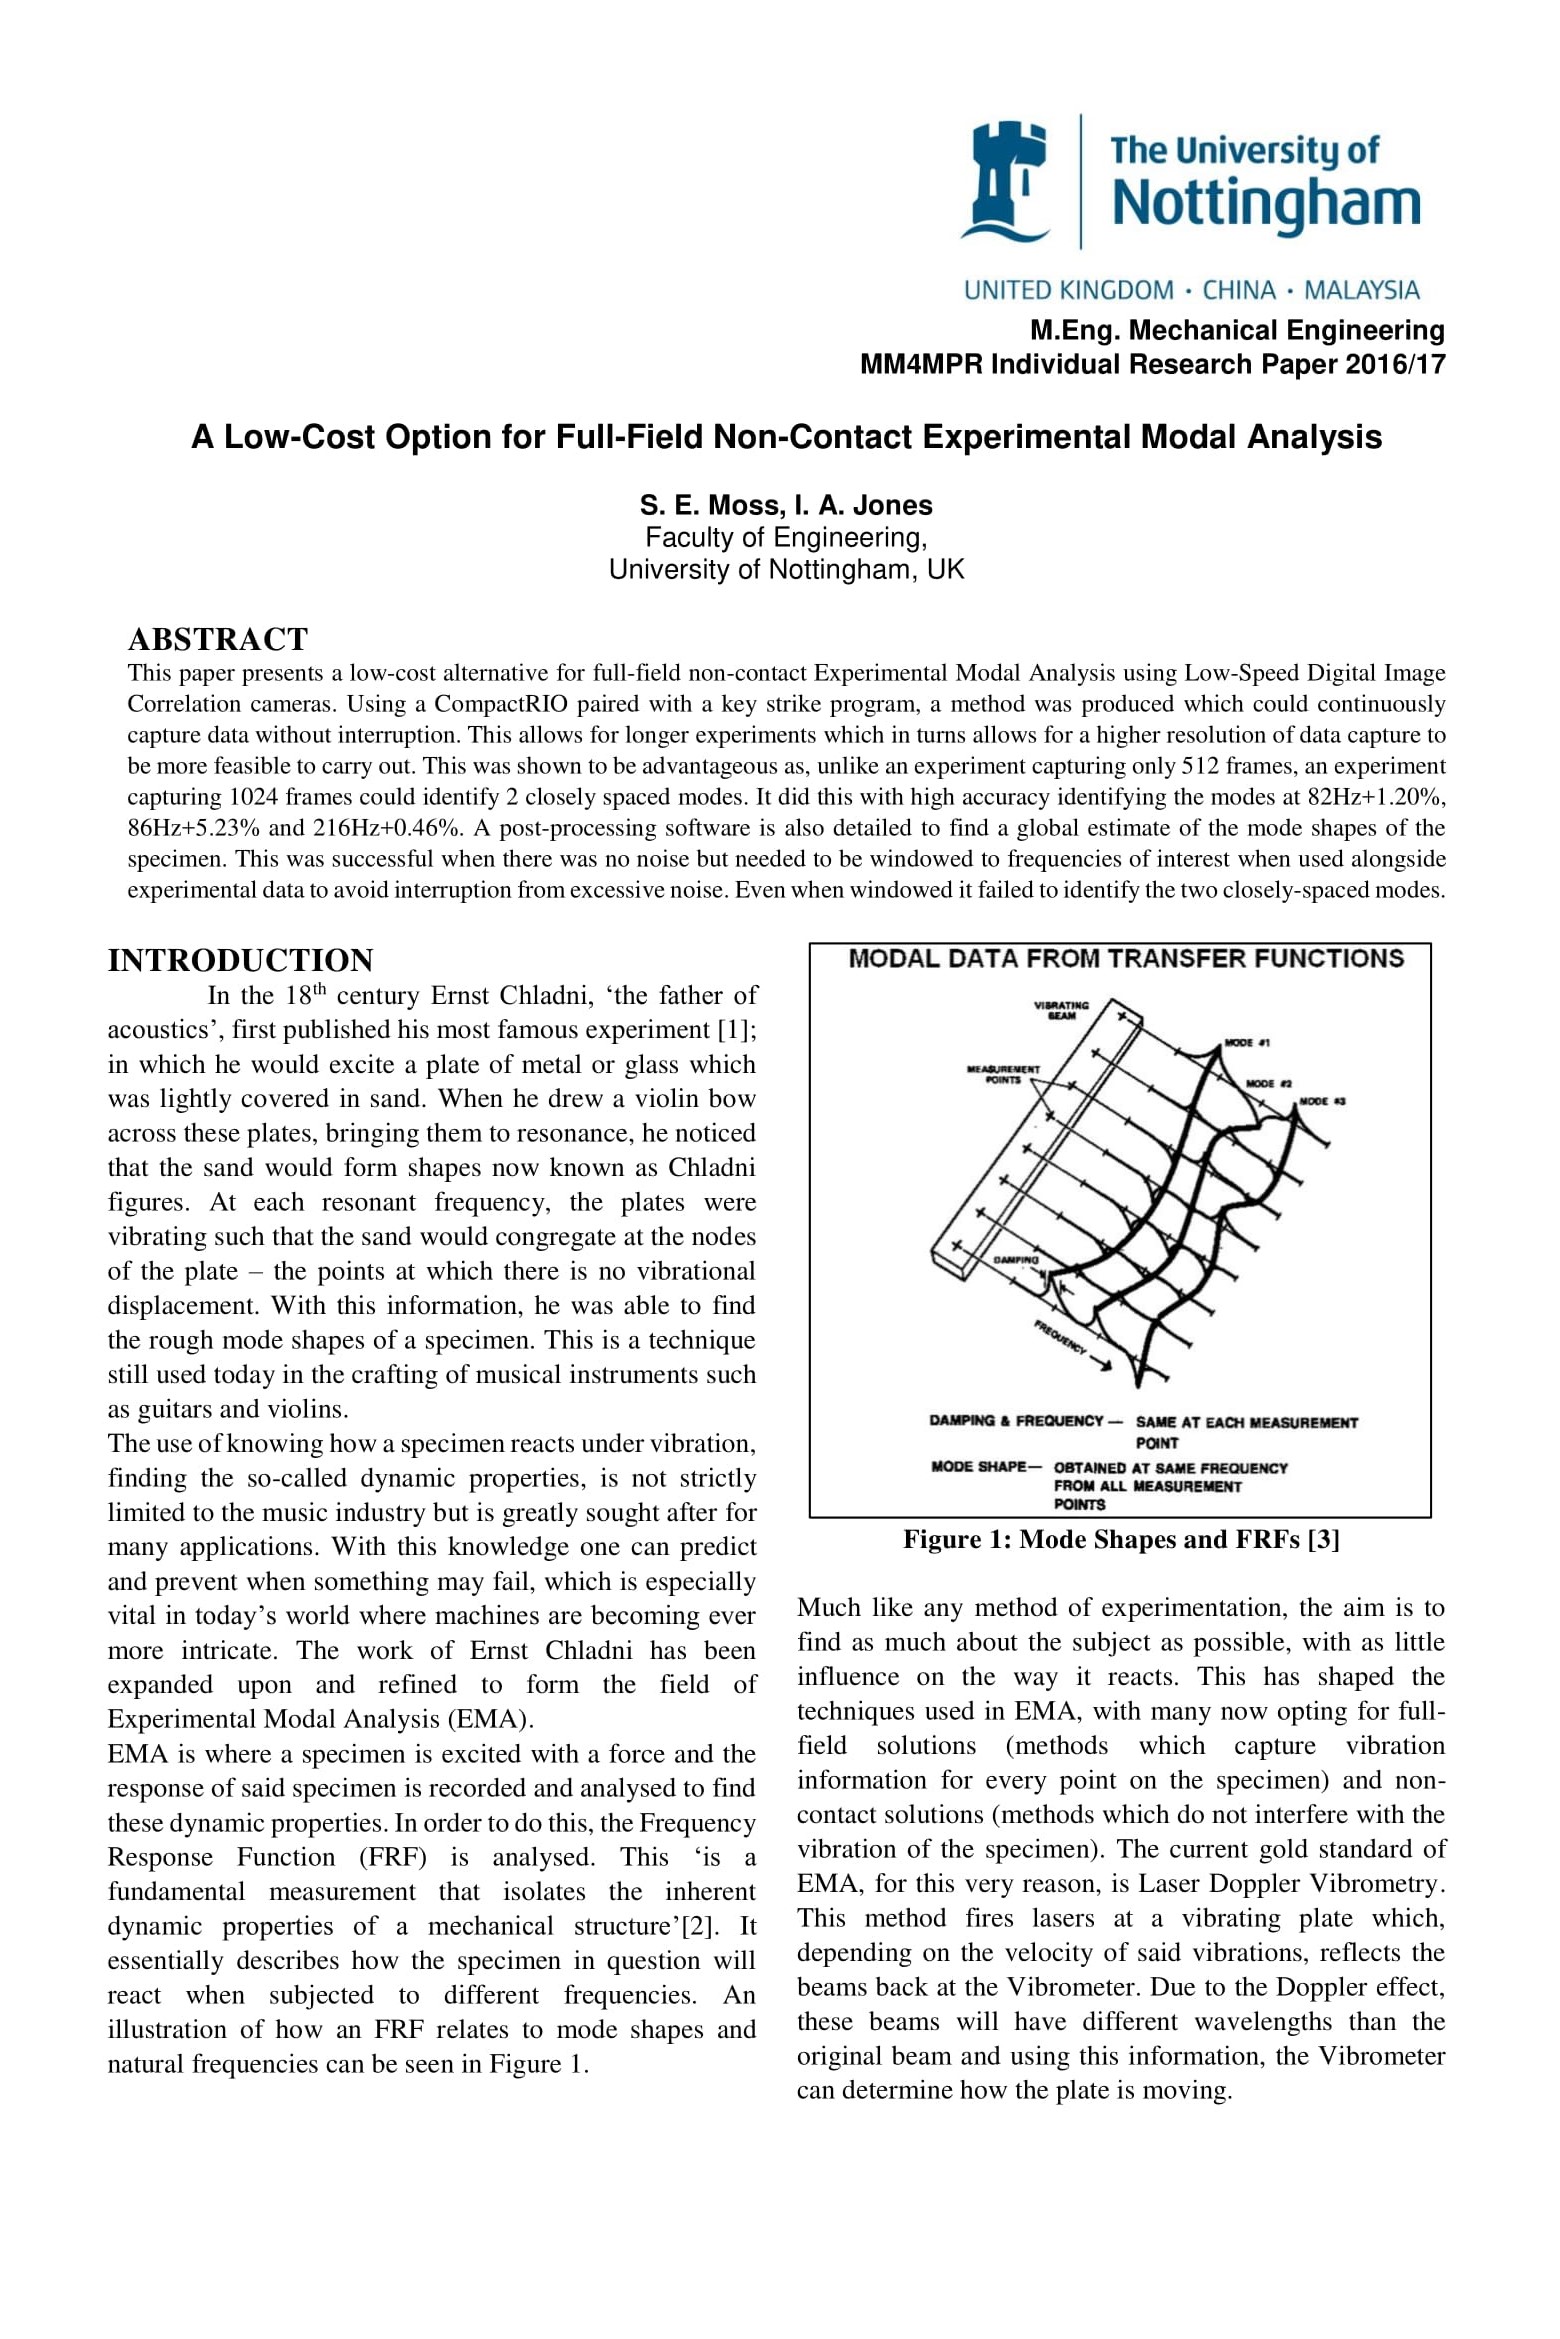 The University of
Nottingham
UNITED KINGDOM • CHINA • MALAYSIA
M.Eng. Mechanical Engineering
MM4MPR Individual Research Paper 2016/17
A Low-Cost Option for Full-Field Non-Contact Experimental Modal Analysis
S. E. Moss, I. A. Jones
Faculty of Engineering,
University of Nottingham, UK
ABSTRACT
This paper presents a low-cost alternative for full-field non-contact Experimental Modal Analysis using Low-Speed Digital Image
Correlation cameras. Using a CompactRIO paired with a key strike program, a method was produced which could continuously
capture data without interruption. This allows for longer experiments which in turns allows for a higher resolution of data capture to
be more feasible to carry out. This was shown to be advantageous as, unlike an experiment capturing only 512 frames, an experiment
capturing 1024 frames could identify 2 closely spaced modes. It did this with high accuracy identifying the modes at 82Hz+1.20%,
86Hz+5.23% and 216Hz+0.46%. A post-processing software is also detailed to find a global estimate of the mode shapes of the
specimen. This was successful when there was no noise but needed to be windowed to frequencies of interest when used alongside
experimental data to avoid interruption from excessive noise. Even when windowed it failed to identify the two closely-spaced modes.
INTRODUCTION
In the 18th century Ernst Chladni, ‘the father of
acoustics’, first published his most famous experiment [1];
in which he would excite a plate of metal or glass which
was lightly covered in sand. When he drew a violin bow
across these plates, bringing them to resonance, he noticed
that the sand would form shapes now known as Chladni
figures. At each resonant frequency, the plates were
vibrating such that the sand would congregate at the nodes
of the plate – the points at which there is no vibrational
displacement. With this information, he was able to find
the rough mode shapes of a specimen. This is a technique
still used today in the crafting of musical instruments such
as guitars and violins.
The use of knowing how a specimen reacts under vibration,
finding the so-called dynamic properties, is not strictly
limited to the music industry but is greatly sought after for
many applications. With this knowledge one can predict
and prevent when something may fail, which is especially
vital in today’s world where machines are becoming ever
more intricate. The work of Ernst Chladni has been
expanded upon and refined to form the field of
Experimental Modal Analysis (EMA).
EMA is where a specimen is excited with a force and the
response of said specimen is recorded and analysed to find
these dynamic properties. In order to do this, the Frequency
Response Function (FRF) is analysed. This ‘is a
fundamental measurement that isolates the inherent
dynamic properties of a mechanical structure’[2]. It
essentially describes how the specimen in question will
react when subjected to different frequencies. An
illustration of how an FRF relates to mode shapes and
natural frequencies can be seen in Figure 1.
MODAL DATA FROM TRANSFER FUNCTIONS
VIBRATING
BEAM
MODE #1
MEASUREMENT
POINTS
MODE #2
MODE #3
DAMPING
FREQUENCY
DAMPING & FREQUENCY — SAME AT EACH MEASUREMENT
POINT
MODE SHAPE— OBTAINED AT SAME FREQUENCY
FROM ALL MEASUREMENT
POINTS
Figure 1: Mode Shapes and FRFs [3]
Much like any method of experimentation, the aim is to
find as much about the subject as possible, with as little
influence on the way it reacts. This has shaped the
techniques used in EMA, with many now opting for full-
field solutions (methods which capture vibration
information for every point on the specimen) and non-
contact solutions (methods which do not interfere with the
vibration of the specimen). The current gold standard of
EMA, for this very reason, is Laser Doppler Vibrometry.
This method fires lasers at a vibrating plate which,
depending on the velocity of said vibrations, reflects the
beams back at the Vibrometer. Due to the Doppler effect,
these beams will have different wavelengths than the
original beam and using this information, the Vibrometer
can determine how the plate is moving.